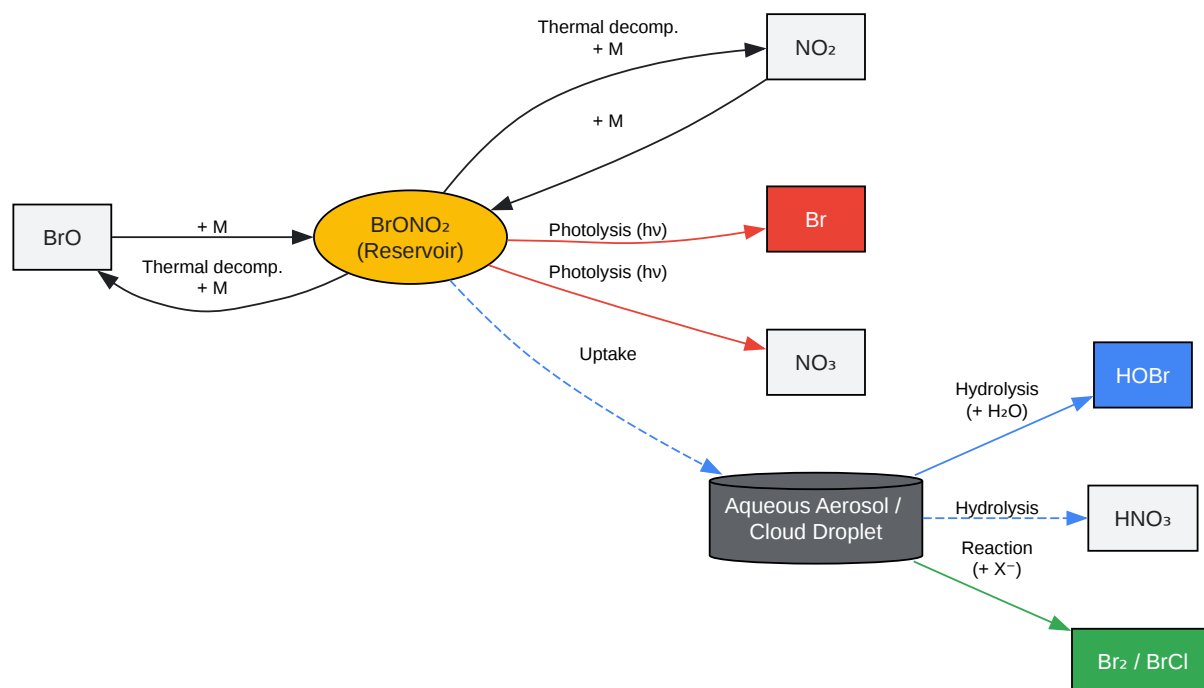 Thermal decomp.
+ M
NO₂
+ M
BrO
+ M
BrONO₂
(Reservoir)
Thermal decomp.
+ M
Photolysis (hν)
Br
Photolysis (hν)
NO₃
Uptake
HOBr
Hydrolysis
(+ H₂O)
Aqueous Aerosol /
Cloud Droplet
Hydrolysis
HNO₃
Reaction
(+ X⁻)
Br₂ / BrCl